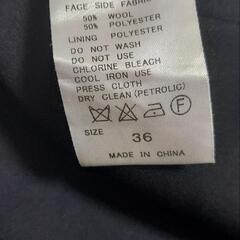 FACE SIDE FABRIC
50% WOOL
50% POLYESTER
LINING POLYESTER
DO NOT WASH
DO NOT USE
CHLORINE BLEACH
COOL IRON USE
PRESS CLOTH
DRY CLEAN (PETROLIC)
F
SIZE 36
MADE IN CHINA